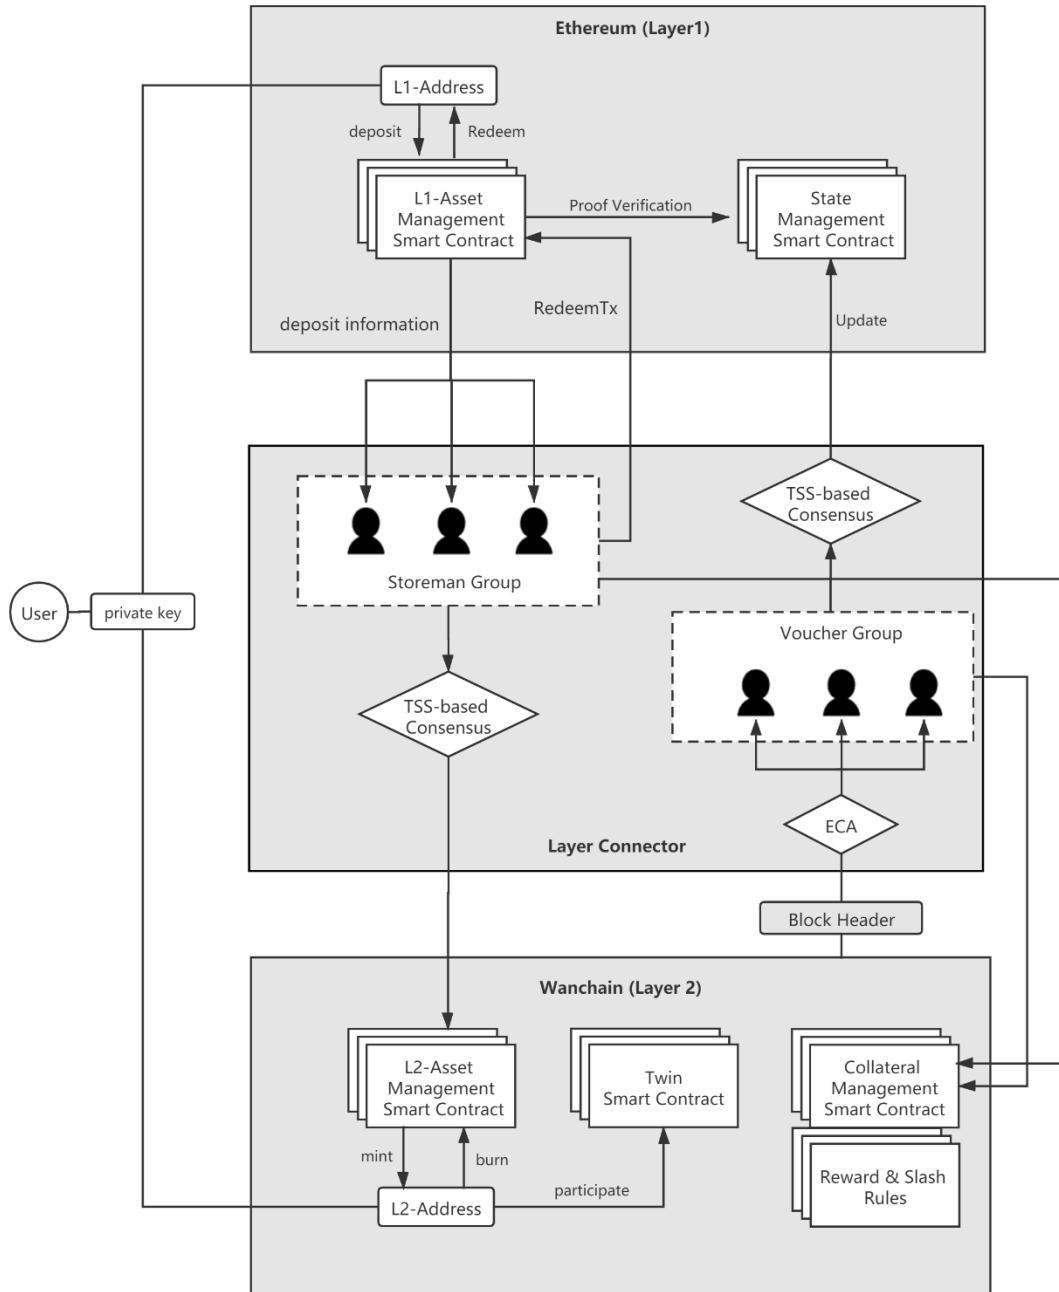 Ethereum (Layer1)
L1-Address
deposit
Redeem
L1-Asset
Management
Smart Contract
Proof Verification
State
Management
Smart Contract
deposit information
RedeemTx
Update
Storeman Group
TSS-based
Consensus
User
private key
Voucher Group
TSS-based
Consensus
ECA
Layer Connector
Block Header
Wanchain (Layer 2)
L2-Asset
Management
Smart Contract
Twin
Smart Contract
Collateral
Management
Smart Contract
mint
burn
L2-Address
participate
Reward & Slash
Rules